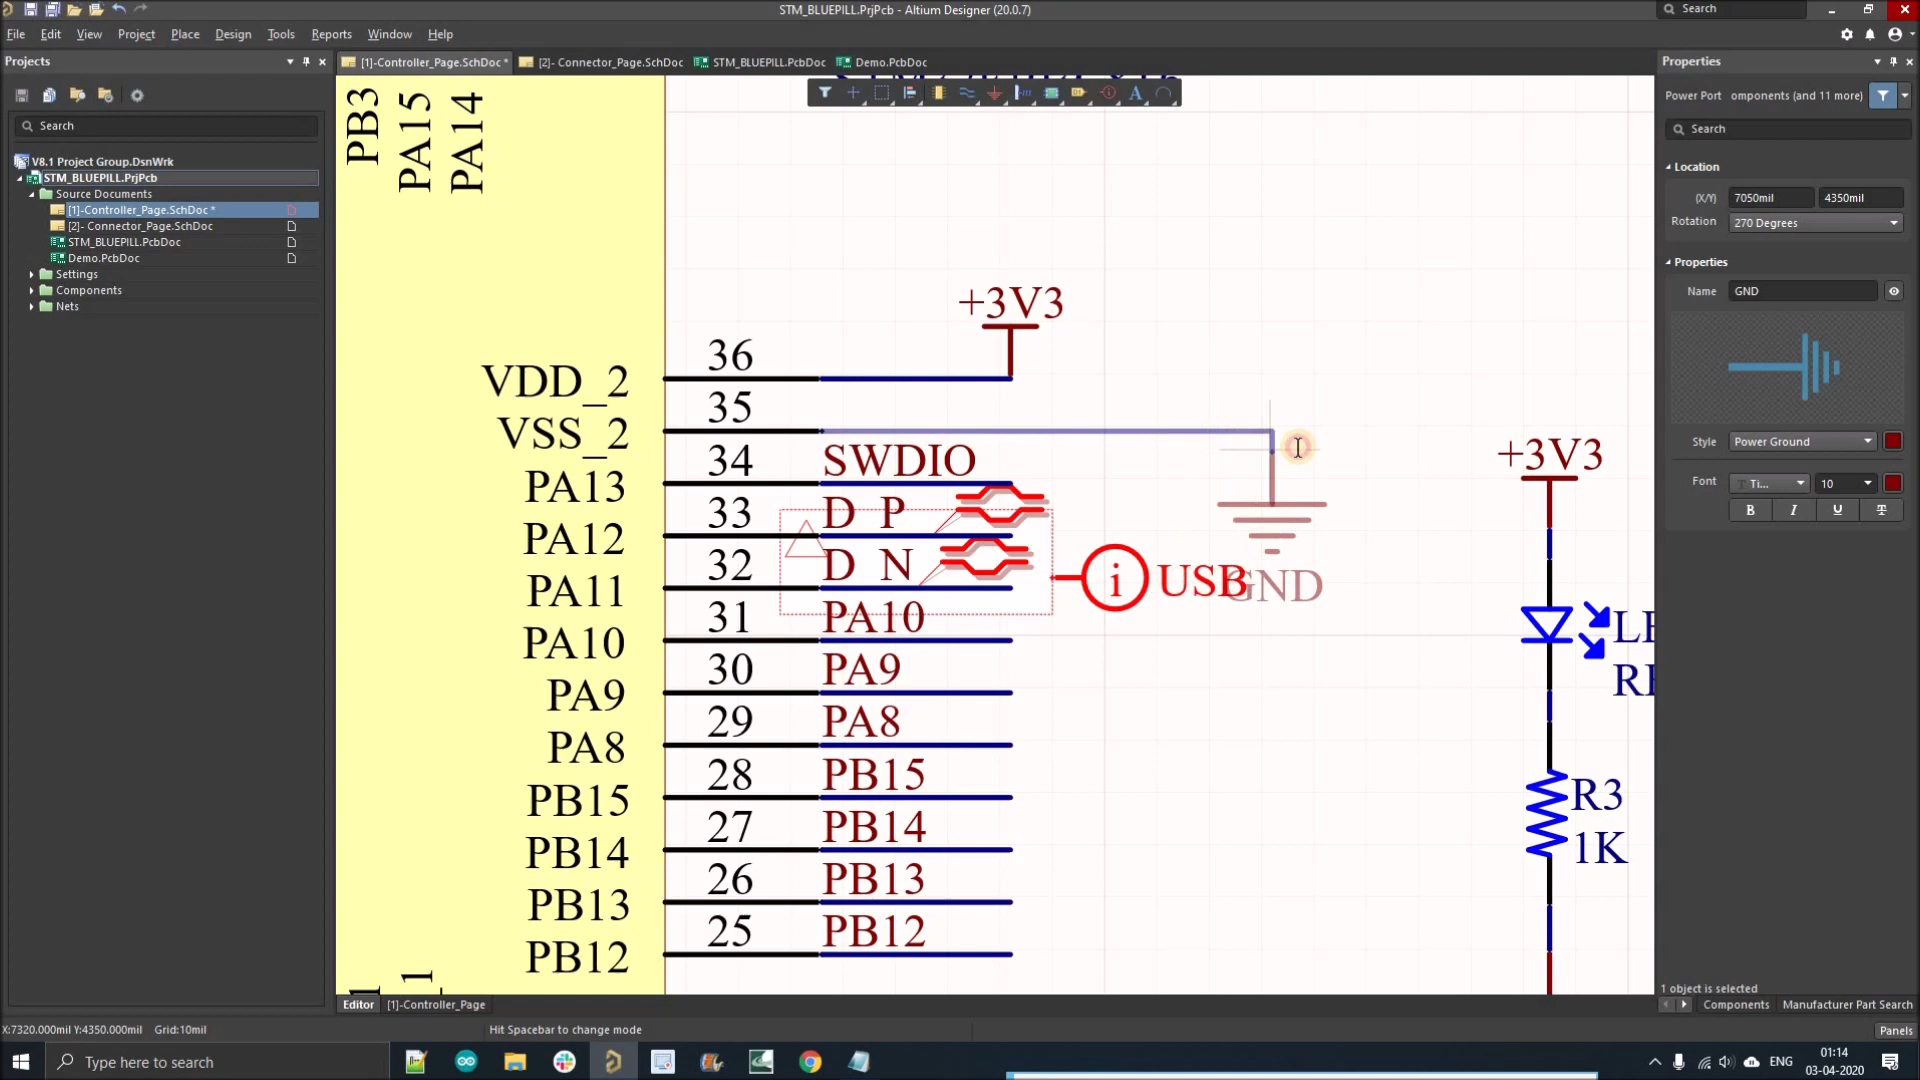 STM_BLUEPILL.PrjPcb - Altium Designer (20.0.7)
Search
File Edit View Project Place Design Tools Reports Window Help
Projects
[1]-Controller_Page.SchDoc *
[2]- Connector_Page.SchDoc
STM_BLUEPILL.PcbDoc
Demo.PcbDoc
Properties
Search
V8.1 Project Group.DsnWrk
STM_BLUEPILL.PrjPcb
Source Documents
[1]-Controller_Page.SchDoc *
[2]- Connector_Page.SchDoc
STM_BLUEPILL.PcbDoc
Demo.PcbDoc
Settings
Components
Nets
PB3
PA15
PA14
+3V3
VDD_2 36
VSS_2 35
PA13 34 SWDIO
PA12 33 D P
PA11 32 D N
PA10 31 PA10
PA9 30 PA9
PA8 29 PA8
PB15 28 PB15
PB14 27 PB14
PB13 26 PB13
PB12 25 PB12
i USB
GND
+3V3
R3
1K
Power Port
omponents (and 11 more)
Search
Location
(X/Y) 7050mil 4350mil
Rotation 270 Degrees
Properties
Name GND
Style Power Ground
Font Ti... 10
B I U T
1 object is selected
Components Manufacturer Part Search
Editor [1]-Controller_Page
X:7320.000mil Y:4350.000mil Grid:10mil
Hit Spacebar to change mode
Panels
Type here to search
ENG
01:14
03-04-2020